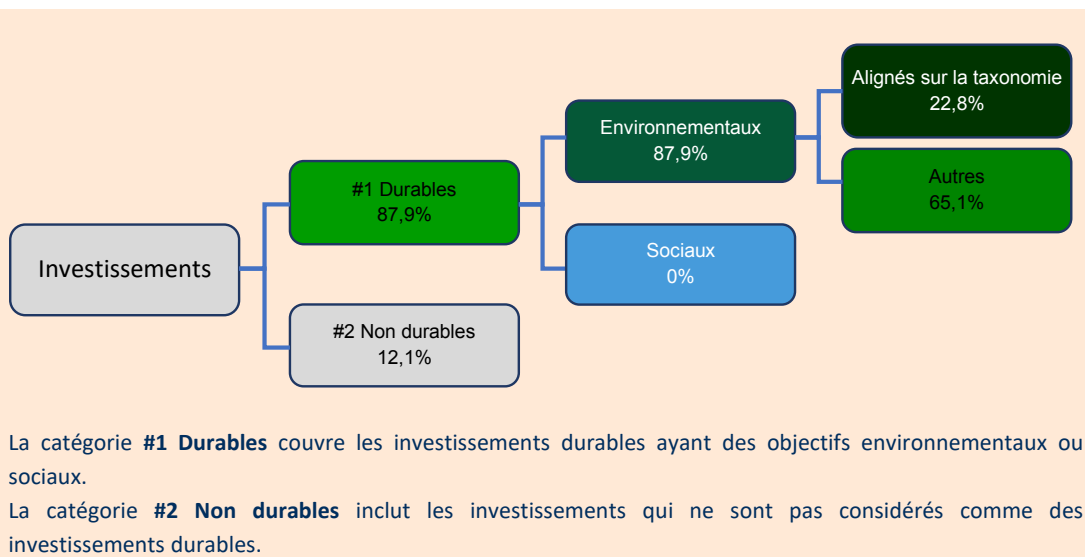 Alignés sur la taxonomie
22,8%
Environnementaux
87,9%
Autres
65,1%
#1 Durables
87,9%
Sociaux
0%
Investissements
#2 Non durables
12,1%
La catégorie #1 Durables couvre les investissements durables ayant des objectifs environnementaux ou
sociaux.
La catégorie #2 Non durables inclut les investissements qui ne sont pas considérés comme des
investissements durables.